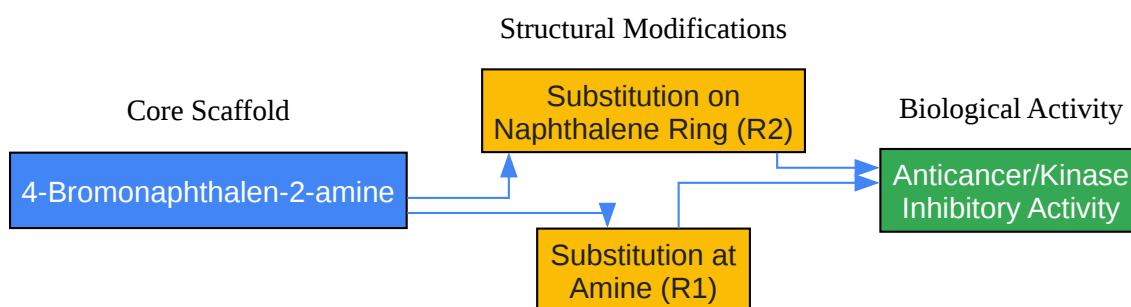 Structural Modifications
Core Scaffold
Substitution on
Naphthalene Ring (R2)
Biological Activity
4-Bromonaphthalen-2-amine
Anticancer/Kinase
Inhibitory Activity
Substitution at
Amine (R1)